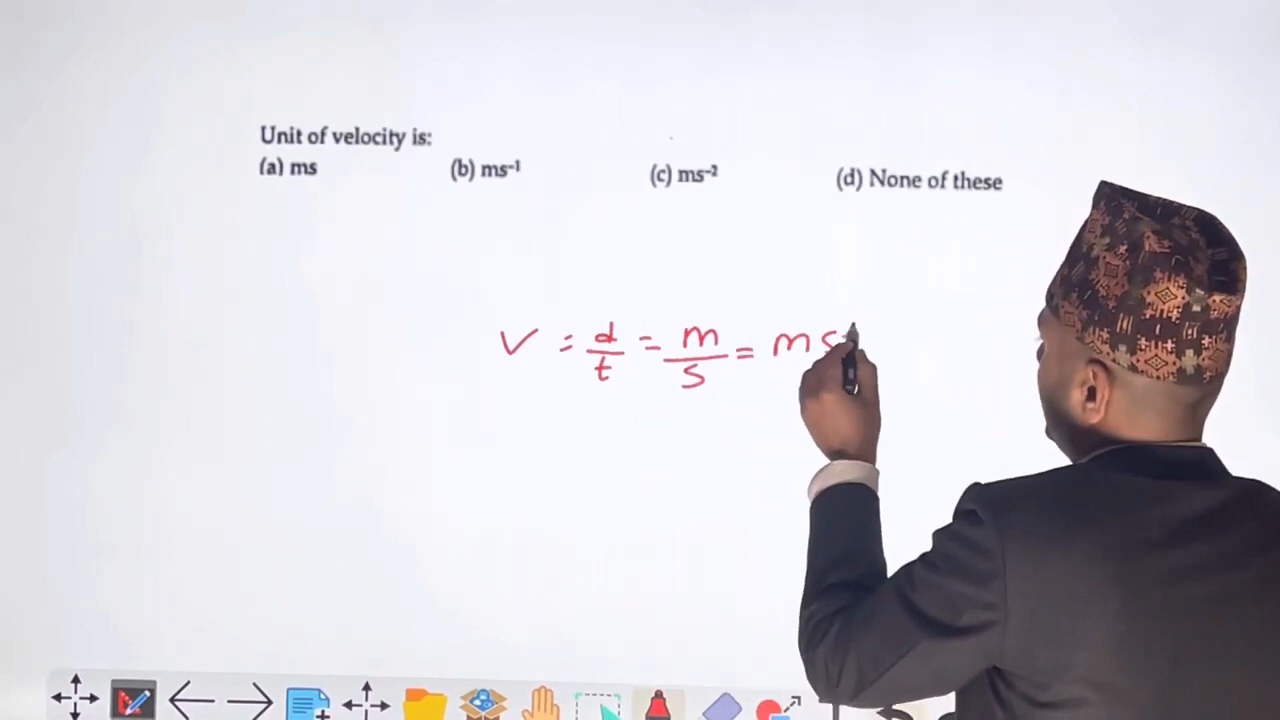 Unit of velocity is:
(a) ms (b) ms⁻¹ (c) ms⁻² (d) None of these
V = d/t = m/s = ms